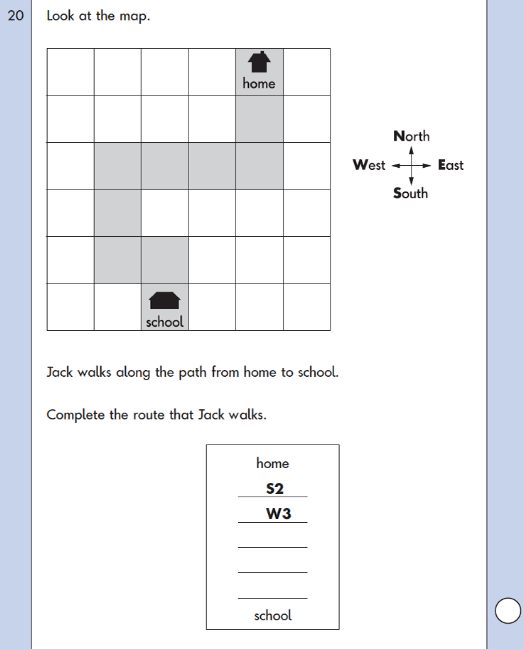 20 Look at the map.
home
North
West East
South
school
Jack walks along the path from home to school.
Complete the route that Jack walks.
home
S2
W3
school